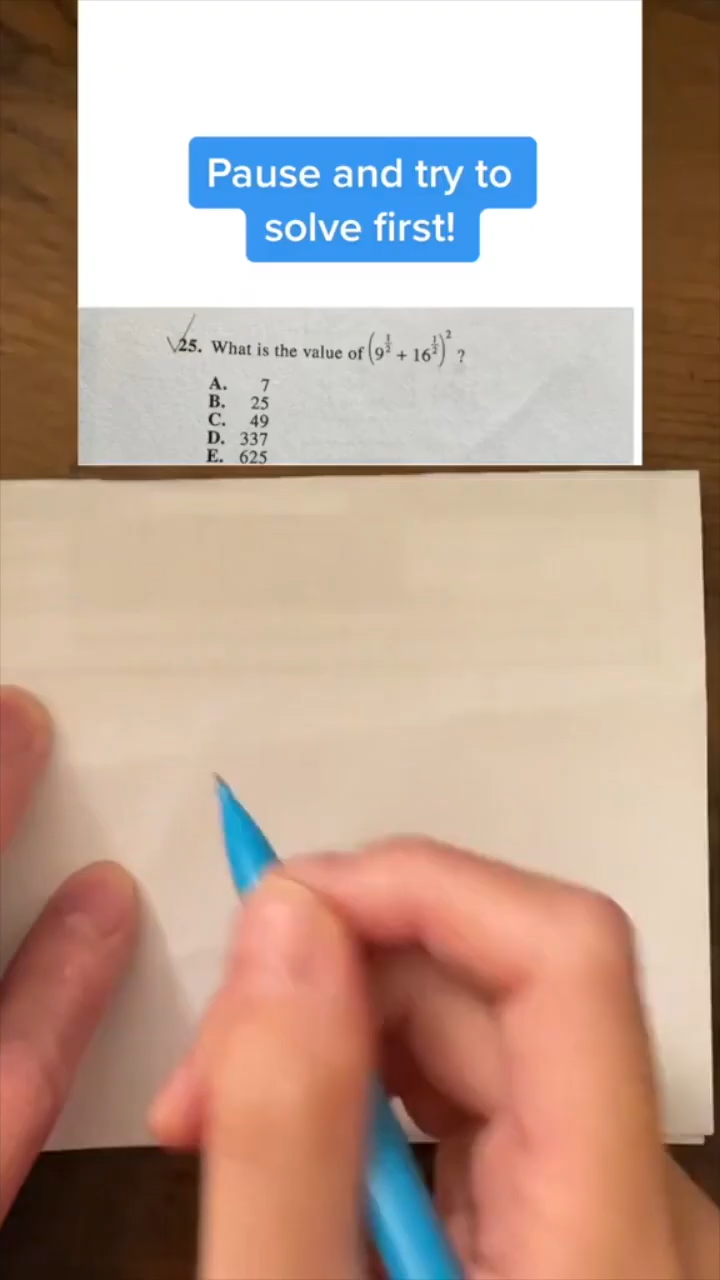 Pause and try to
solve first!
25. What is the value of (9^{1/2} + 16^{1/2})^2 ?
A. 7
B. 25
C. 49
D. 337
E. 625